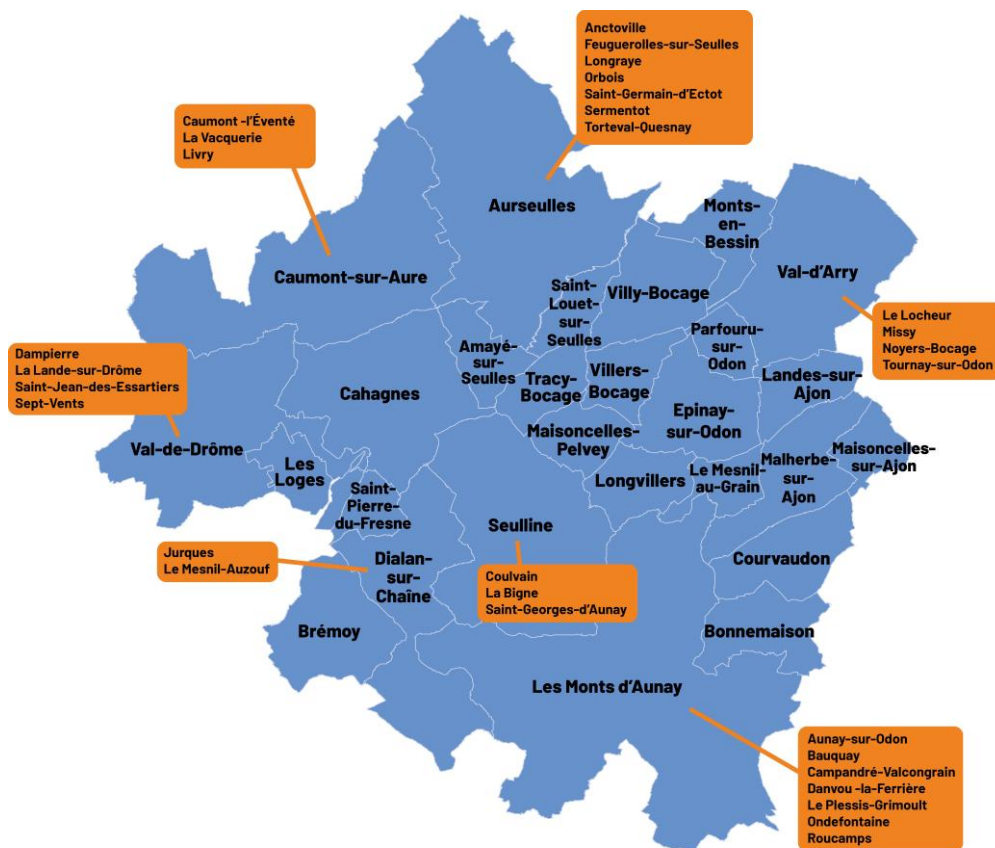 Anctoville
Feuguerolles-sur-Seulles
Longraye
Orbois
Saint-Germain-d'Ectot
Sermentot
Torteval-Quesnay
Caumont -l'Éventé
La Vacquerie
Livry
Aurseulles
Monts-
en-
Bessin
Caumont-sur-Aure
Val-d'Arry
Saint-
Louet-
sur-
Seulles
Villy-Bocage
Le Locheur
Missy
Noyers-Bocage
Tournay-sur-Odon
Parfouru-
sur-
Odon
Dampierre
La Lande-sur-Drôme
Saint-Jean-des-Essartiers
Sept-Vents
Amayé-
sur-
Seulles
Tracy-
Bocage
Villers-
Bocage
Landes-sur-
Ajon
Cahagnes
Epinay-
sur-Odon
Maisoncelles-
Pelvey
Val-de-Drôme
Les
Loges
Longvillers
Le Mesnil-
au-Grain
Malherbe-
sur-
Ajon
Maisoncelles-
sur-Ajon
Saint-
Pierre-
du-Fresne
Seulline
Jurques
Le Mesnil-Auzouf
Dialan-
sur-
Chaîne
Coulvain
La Bigne
Saint-Georges-d'Aunay
Courvaudon
Brémoy
Bonnemaison
Les Monts d'Aunay
Aunay-sur-Odon
Bauquay
Campandré-Valcongrain
Danvou -la-Ferrière
Le Plessis-Grimoult
Ondefontaine
Roucamps